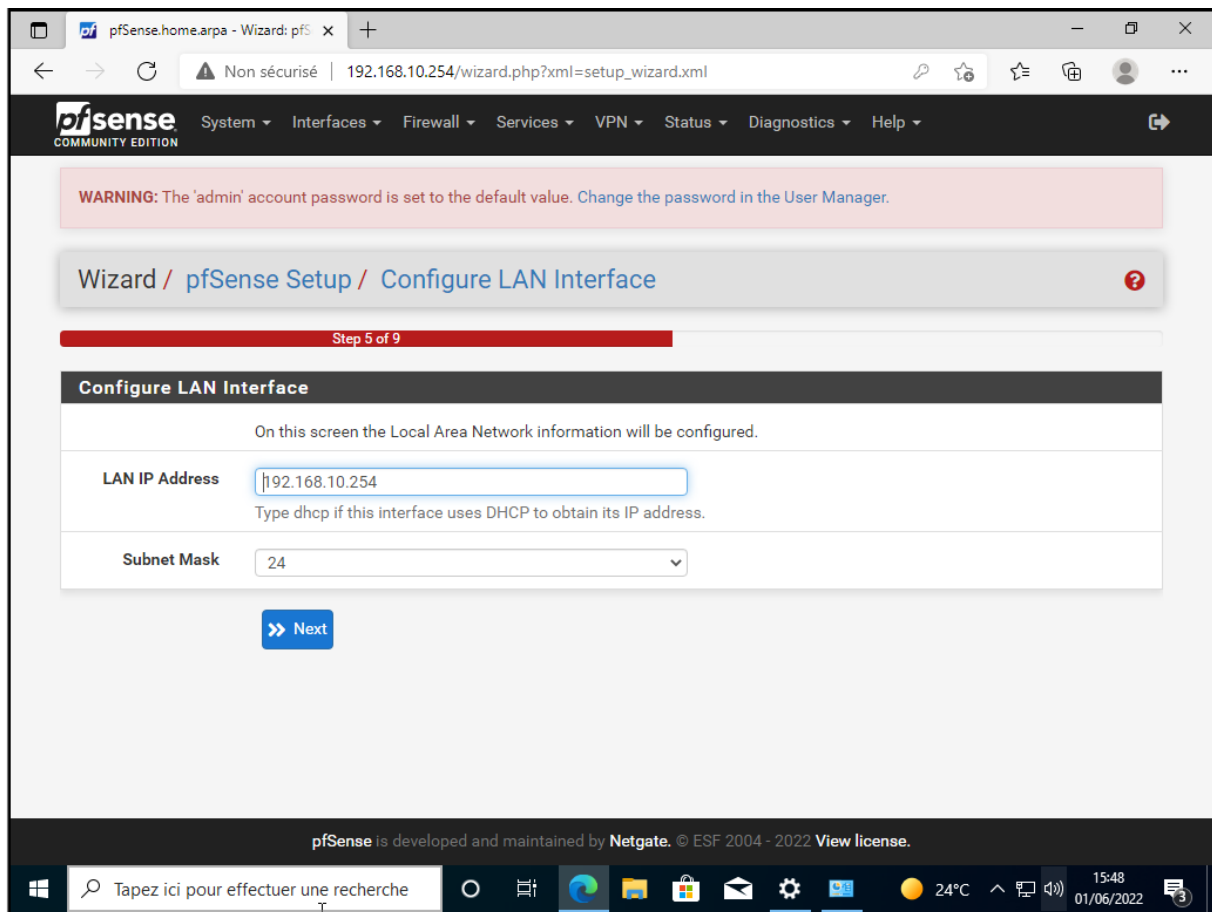 pfSense.home.arpa - Wizard: pfS
Non sécurisé | 192.168.10.254/wizard.php?xml=setup_wizard.xml
pfsense
COMMUNITY EDITION
System Interfaces Firewall Services VPN Status Diagnostics Help
WARNING: The 'admin' account password is set to the default value. Change the password in the User Manager.
Wizard / pfSense Setup / Configure LAN Interface
Step 5 of 9
Configure LAN Interface
On this screen the Local Area Network information will be configured.
LAN IP Address
192.168.10.254
Type dhcp if this interface uses DHCP to obtain its IP address.
Subnet Mask
24
Next
pfSense is developed and maintained by Netgate. © ESF 2004 - 2022 View license.
Tapez ici pour effectuer une recherche
24°C
15:48
01/06/2022
3